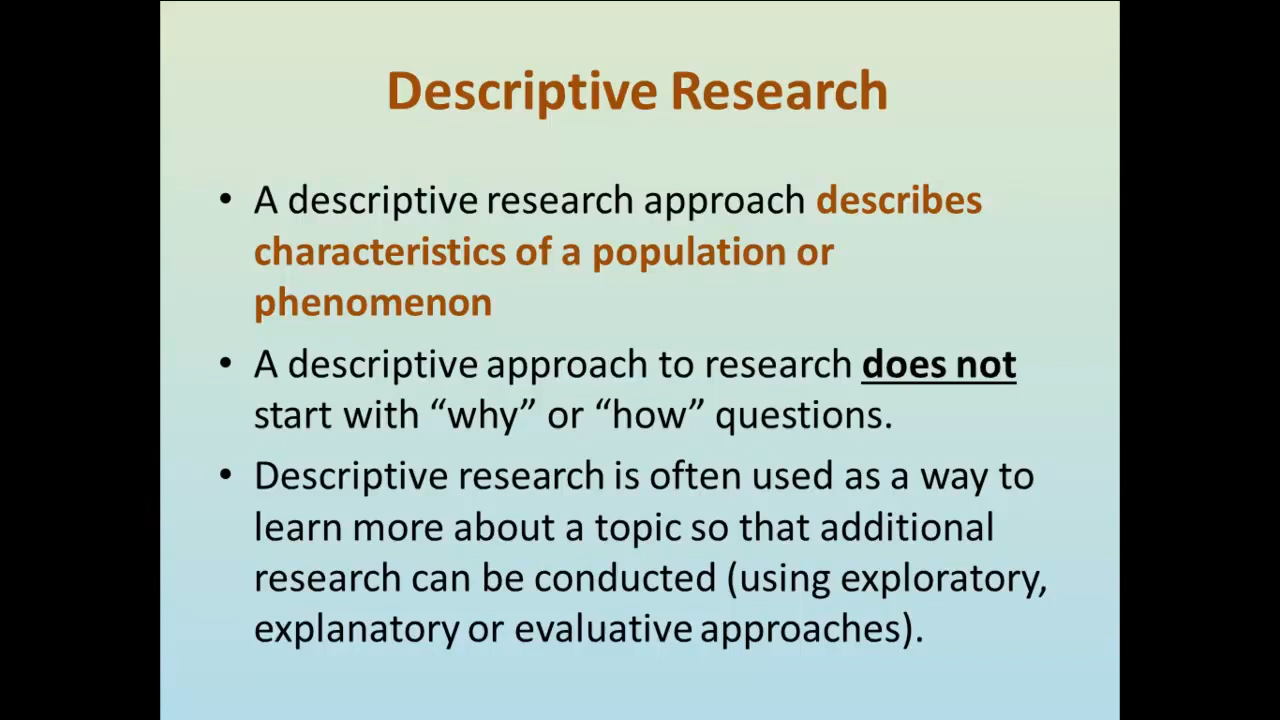 Descriptive Research
• A descriptive research approach describes
characteristics of a population or
phenomenon
• A descriptive approach to research does not
start with “why” or “how” questions.
• Descriptive research is often used as a way to
learn more about a topic so that additional
research can be conducted (using exploratory,
explanatory or evaluative approaches).